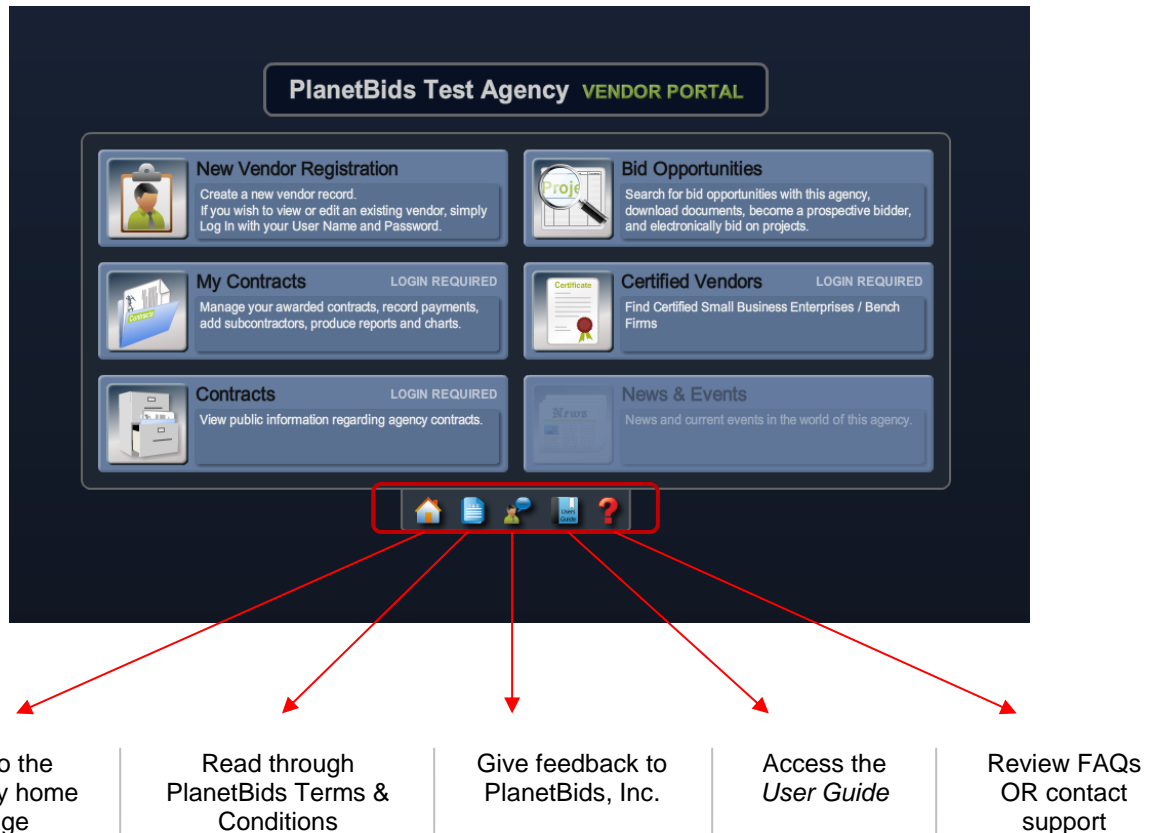 PlanetBids Test Agency VENDOR PORTAL
New Vendor Registration
Create a new vendor record.
If you wish to view or edit an existing vendor, simply
Log In with your User Name and Password.
Bid Opportunities
Proje
Search for bid opportunities with this agency,
download documents, become a prospective bidder,
and electronically bid on projects.
My Contracts LOGIN REQUIRED
Contracts
Manage your awarded contracts, record payments,
add subcontractors, produce reports and charts.
Certified Vendors LOGIN REQUIRED
Certificate
Find Certified Small Business Enterprises / Bench
Firms
Contracts LOGIN REQUIRED
View public information regarding agency contracts.
News & Events
News
News and current events in the world of this agency.
Users
Guide
?
o the
y home
ge
Read through
PlanetBids Terms &
Conditions
Give feedback to
PlanetBids, Inc.
Access the
User Guide
Review FAQs
OR contact
support